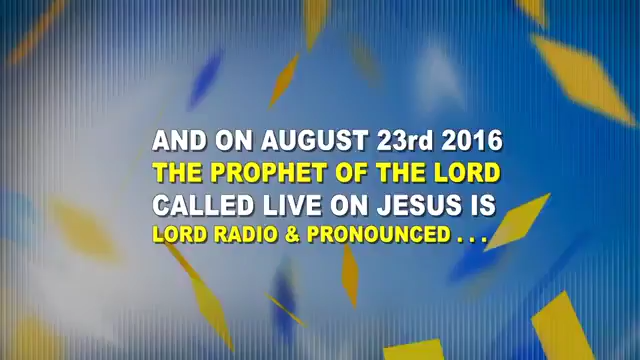 AND ON AUGUST 23rd 2016
THE PROPHET OF THE LORD
CALLED LIVE ON JESUS IS
LORD RADIO & PRONOUNCED . . .